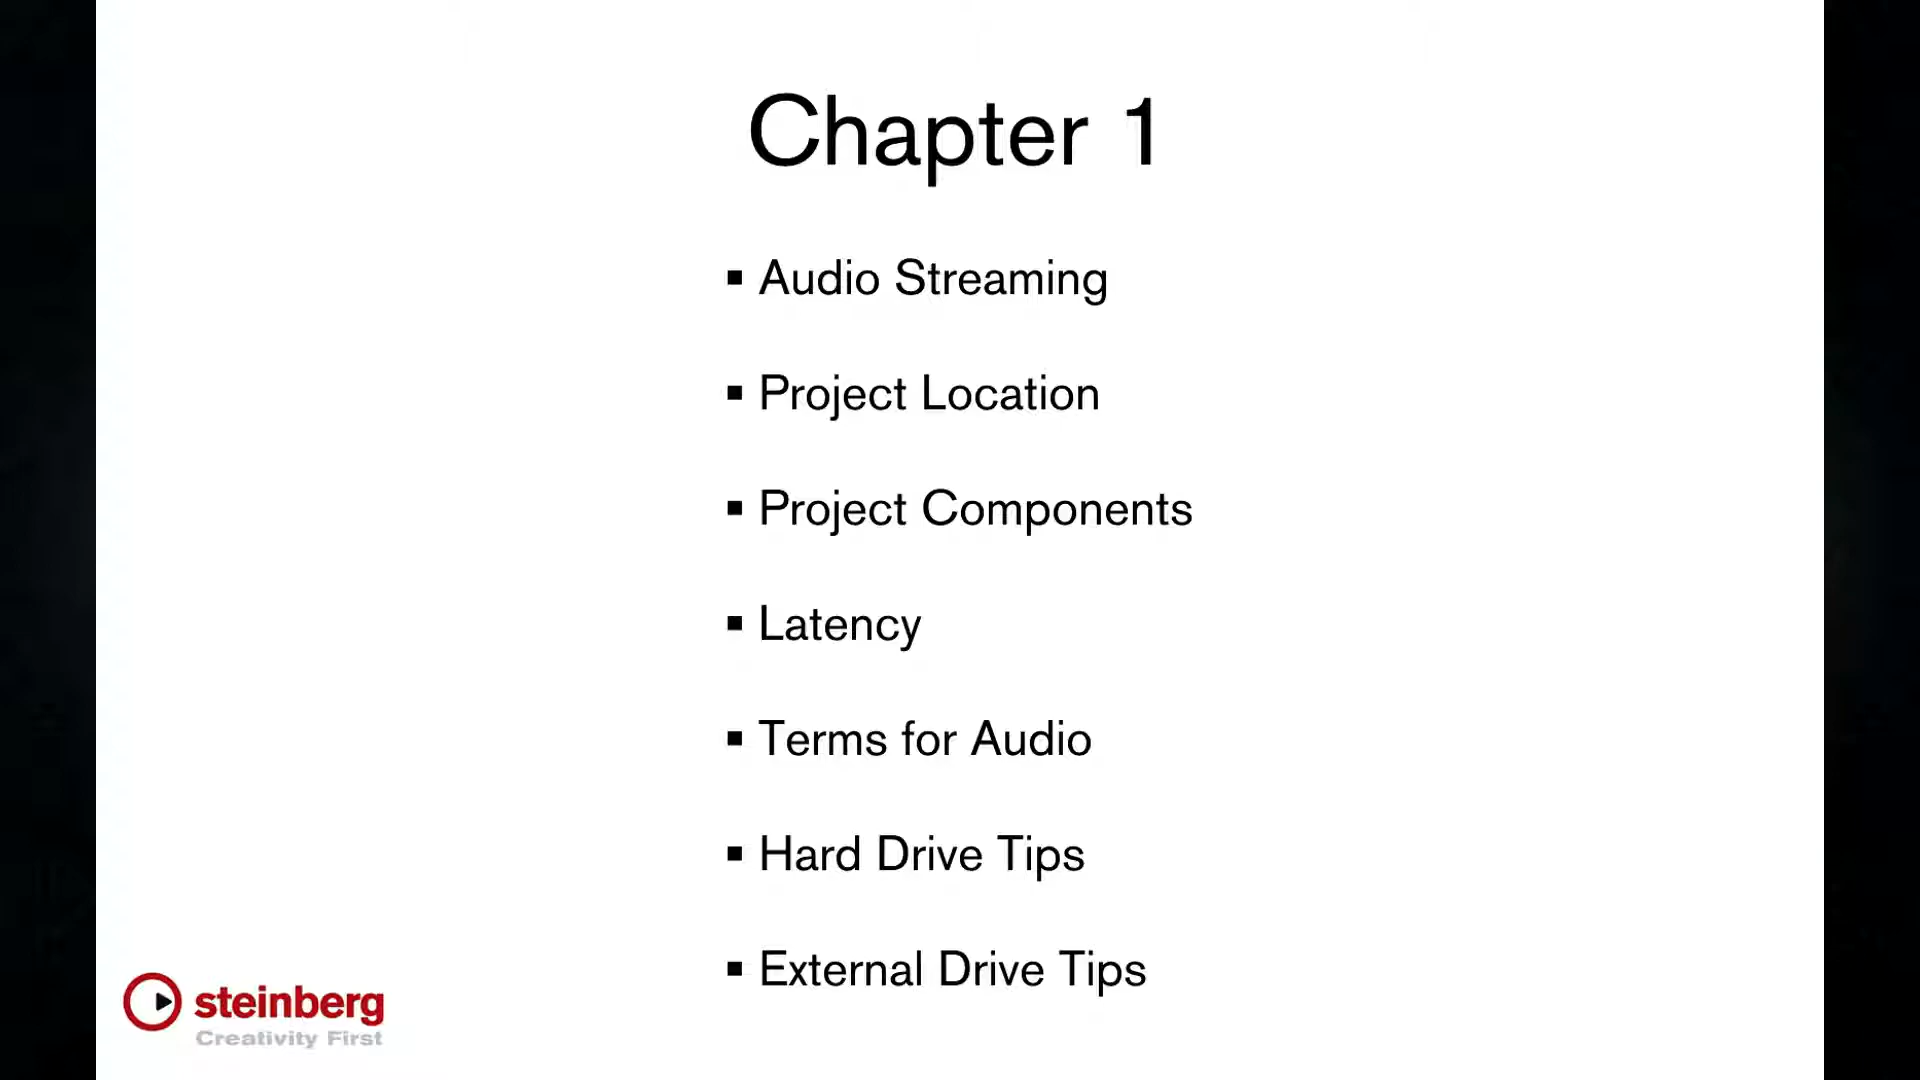 Chapter 1
▪ Audio Streaming
▪ Project Location
▪ Project Components
▪ Latency
▪ Terms for Audio
▪ Hard Drive Tips
▪ External Drive Tips
steinberg
Creativity First